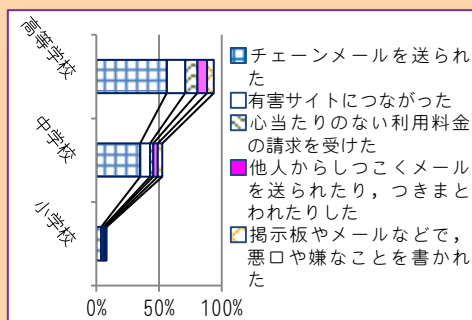 高等学校
中学校
小学校
0%
50%
100%
チェーンメールを送られ
た
有害サイトにつながった
心当たりのない利用料金
の請求を受けた
他人からしつこくメール
を送られたり，つきまと
われたりした
掲示板やメールなどで，
悪口や嫌なことを書かれ
た